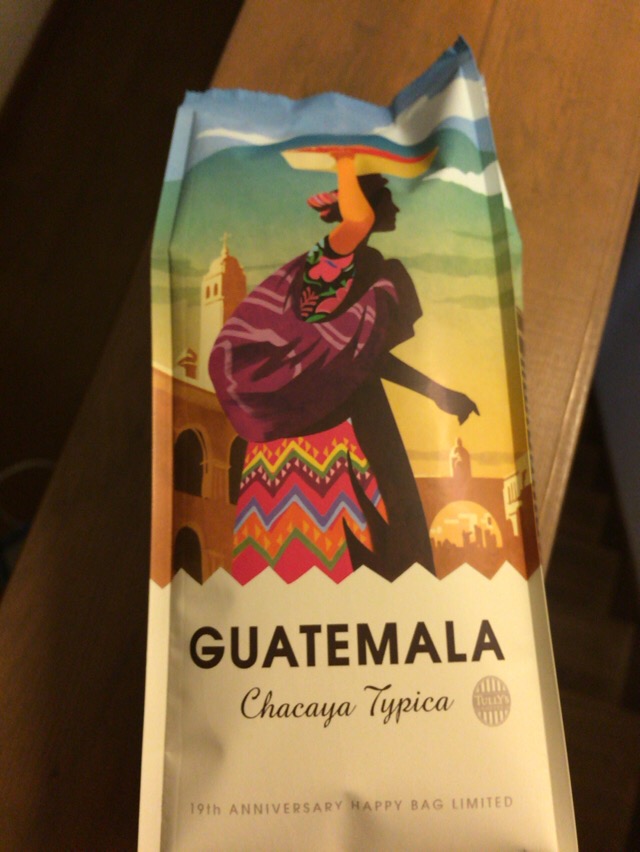 GUATEMALA
Chacaya Typica
TULLY'S
19th ANNIVERSARY HAPPY BAG LIMITED